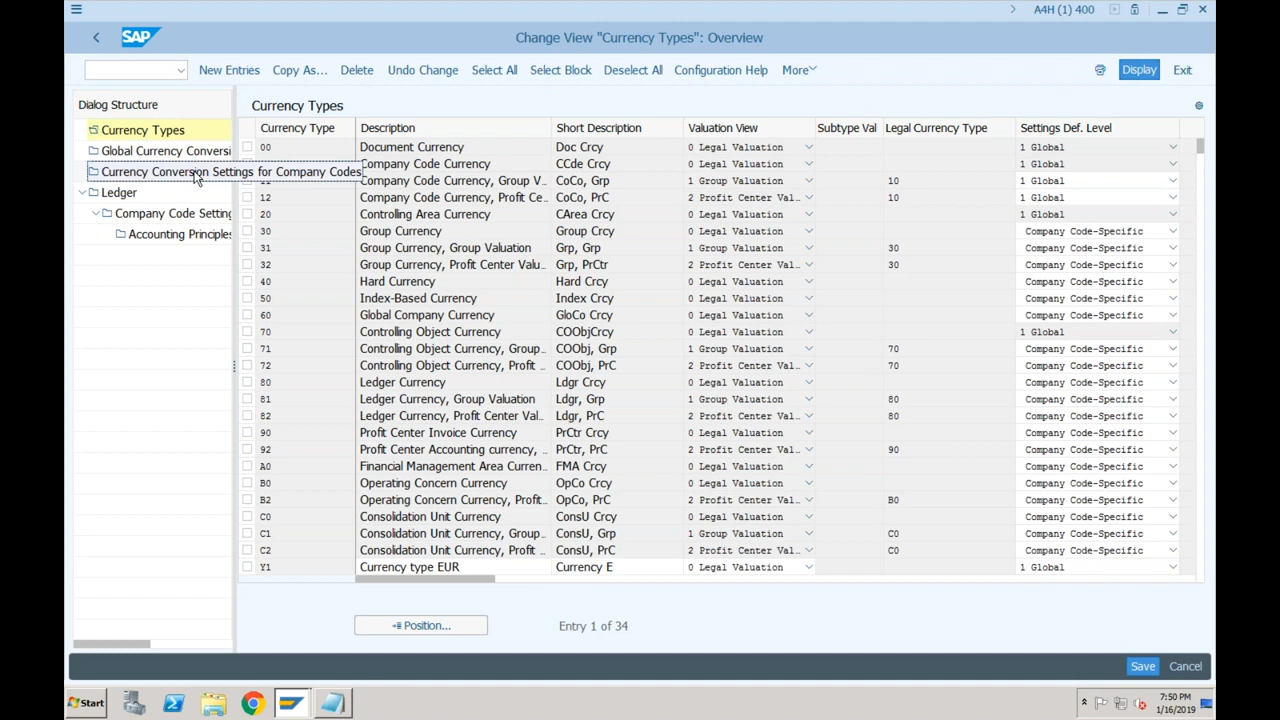 A4H (1) 400
SAP
Change View "Currency Types": Overview
New Entries Copy As... Delete Undo Change Select All Select Block Deselect All Configuration Help More Display Exit
Dialog Structure
Currency Types
Global Currency Conversi
Currency Conversion Settings for Company Codes
Ledger
Company Code Setting
Accounting Principles
Currency Types
Currency Type Description Short Description Valuation View Subtype Val Legal Currency Type Settings Def. Level
00 Document Currency Doc Crcy 0 Legal Valuation 1 Global
Company Code Currency CCde Crcy 0 Legal Valuation 1 Global
11 Company Code Currency, Group V... CoCo, Grp 1 Group Valuation 10 1 Global
12 Company Code Currency, Profit Ce... CoCo, PrC 2 Profit Center Val... 10 1 Global
20 Controling Area Currency CArea Crcy 0 Legal Valuation 1 Global
30 Group Currency Group Crcy 0 Legal Valuation Company Code-Specific
31 Group Currency, Group Valuation Grp, Grp 1 Group Valuation 30 Company Code-Specific
32 Group Currency, Profit Center Valu... Grp, PrCtr 2 Profit Center Val... 30 Company Code-Specific
40 Hard Currency Hard Crcy 0 Legal Valuation Company Code-Specific
50 Index-Based Currency Index Crcy 0 Legal Valuation Company Code-Specific
60 Global Company Currency GloCo Crcy 0 Legal Valuation Company Code-Specific
70 Controlling Object Currency COObjCrcy 0 Legal Valuation 1 Global
71 Controlling Object Currency, Group... COObj, Grp 1 Group Valuation 70 Company Code-Specific
72 Controlling Object Currency, Profit ... COObj, PrC 2 Profit Center Val... 70 Company Code-Specific
80 Ledger Currency Ldgr Crcy 0 Legal Valuation Company Code-Specific
81 Ledger Currency, Group Valuation Ldgr, Grp 1 Group Valuation 80 Company Code-Specific
82 Ledger Currency, Profit Center Val... Ldgr, PrC 2 Profit Center Val... 80 Company Code-Specific
90 Profit Center Invoice Currency PrCtr Crcy 0 Legal Valuation Company Code-Specific
92 Profit Center Accounting currency, ... PrCtr, PrC 2 Profit Center Val... 90 Company Code-Specific
A0 Financial Management Area Curren... FMA Crcy 0 Legal Valuation Company Code-Specific
B0 Operating Concern Currency OpCo Crcy 0 Legal Valuation Company Code-Specific
B2 Operating Concern Currency, Profit... OpCo, PrC 2 Profit Center Val... B0 Company Code-Specific
C0 Consolidation Unit Currency ConsU Crcy 0 Legal Valuation Company Code-Specific
C1 Consolidation Unit Currency, Group... ConsU, Grp 1 Group Valuation C0 Company Code-Specific
C2 Consolidation Unit Currency, Profit ... ConsU, PrC 2 Profit Center Val... C0 Company Code-Specific
Y1 Currency type EUR Currency E 0 Legal Valuation 1 Global
Position... Entry 1 of 34
Save Cancel
Start
7:50 PM
1/16/2019